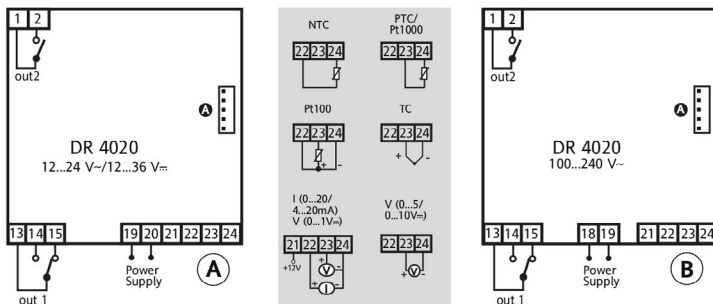 1 2
out2
A
DR 4020
12...24 V~/12...36 V⎓
13 14 15 19 20 21 22 23 24
Power
Supply
A
out 1
NTC
22 23 24
PTC/
Pt1000
22 23 24
Pt100
22 23 24
+ -
TC
22 23 24
+ -
I (0...20/
4...20mA)
V (0...1V⎓)
21 22 23 24
+12V
+ V -
+ I -
V (0...5/
0...10V⎓)
22 23 24
+ V -
1 2
out2
A
DR 4020
100...240 V~
13 14 15 18 19 21 22 23 24
Power
Supply
B
out 1